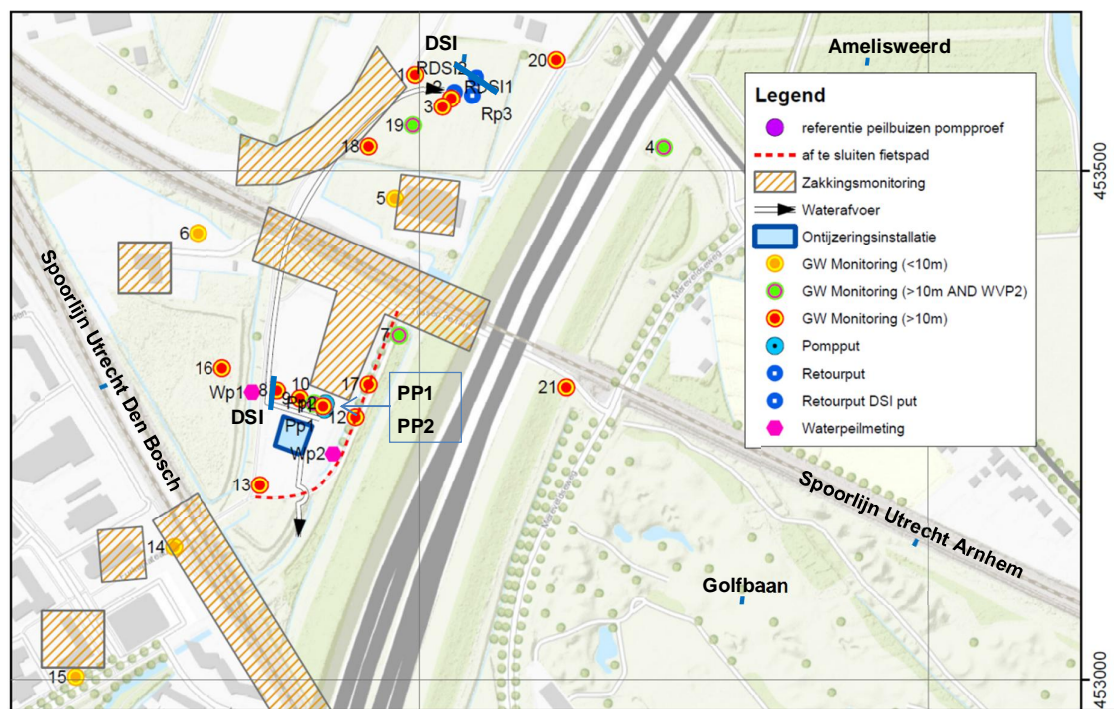 DSI
Amelisweerd
20
1
RDSI2
2
RDSI1
3
Rp3
19
18
4
5
6
453500
Legend
referentie peilbuizen pompproef
af te sluiten fietspad
Zakkingsmonitoring
Waterafvoer
Ontijzeringsinstallatie
GW Monitoring (<10m)
GW Monitoring (>10m AND WVP2)
GW Monitoring (>10m)
Pompput
Retourput
Retourput DSI put
Waterpeilmeting
Spoorlijn Utrecht Den Bosch
7
16
Wp1
8
9
10
17
21
DSI
Pp1
12
PP1
PP2
Wp2
13
14
15
Spoorlijn Utrecht Arnhem
Golfbaan
453000